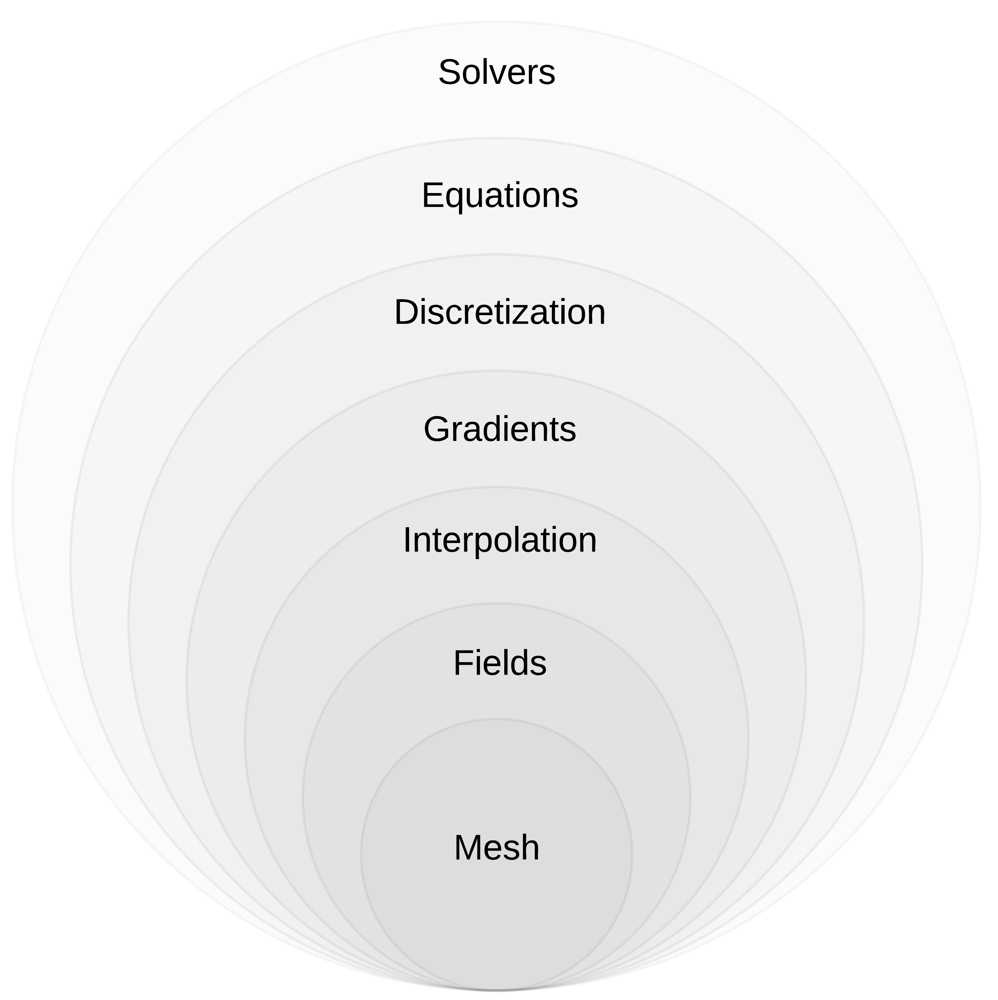 Solvers
Equations
Discretization
Gradients
Interpolation
Fields
Mesh